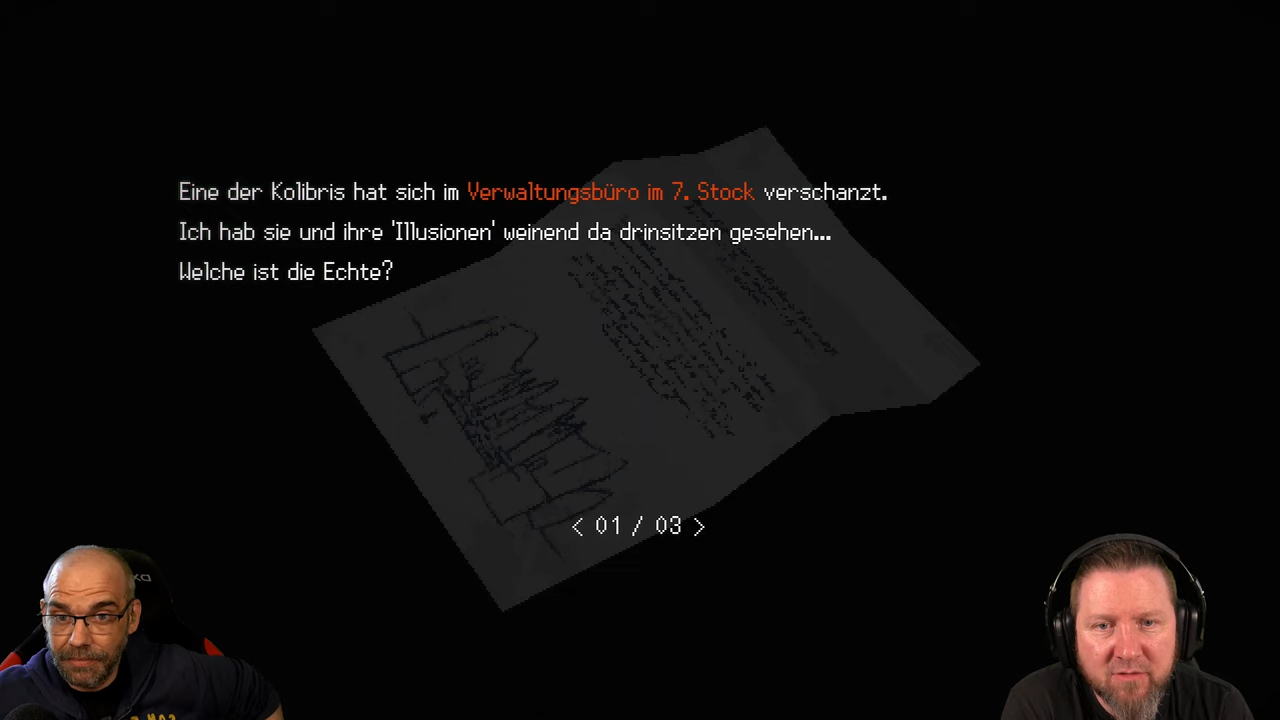 Eine der Kolibris hat sich im Verwaltungsbüro im 7. Stock verschanzt.
Ich hab sie und ihre 'Illusionen' weinend da drinsitzen gesehen...
Welche ist die Echte?
< 01 / 03 >